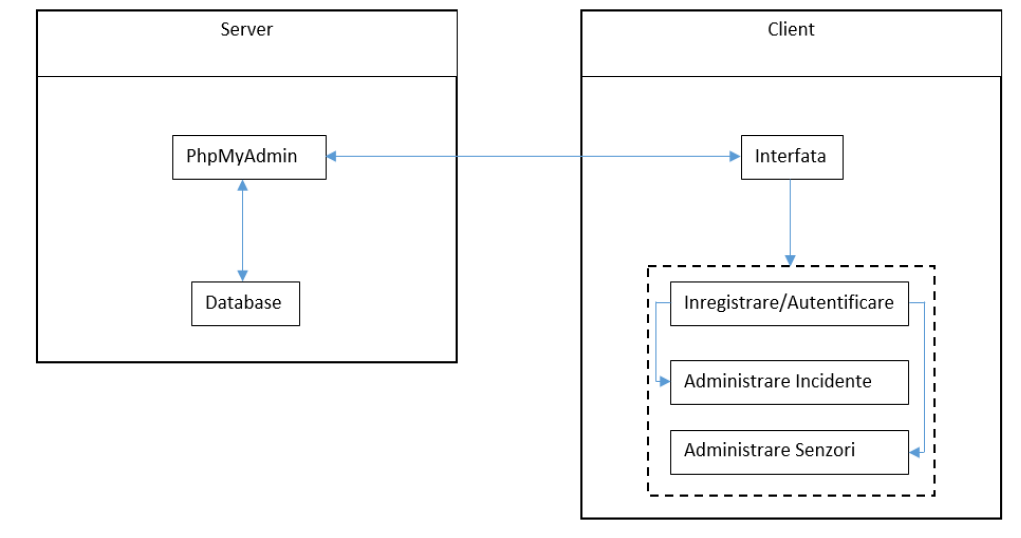 Server
PhpMyAdmin
Database
Client
Interfata
Inregistrare/Autentificare
Administrare Incidente
Administrare Senzori